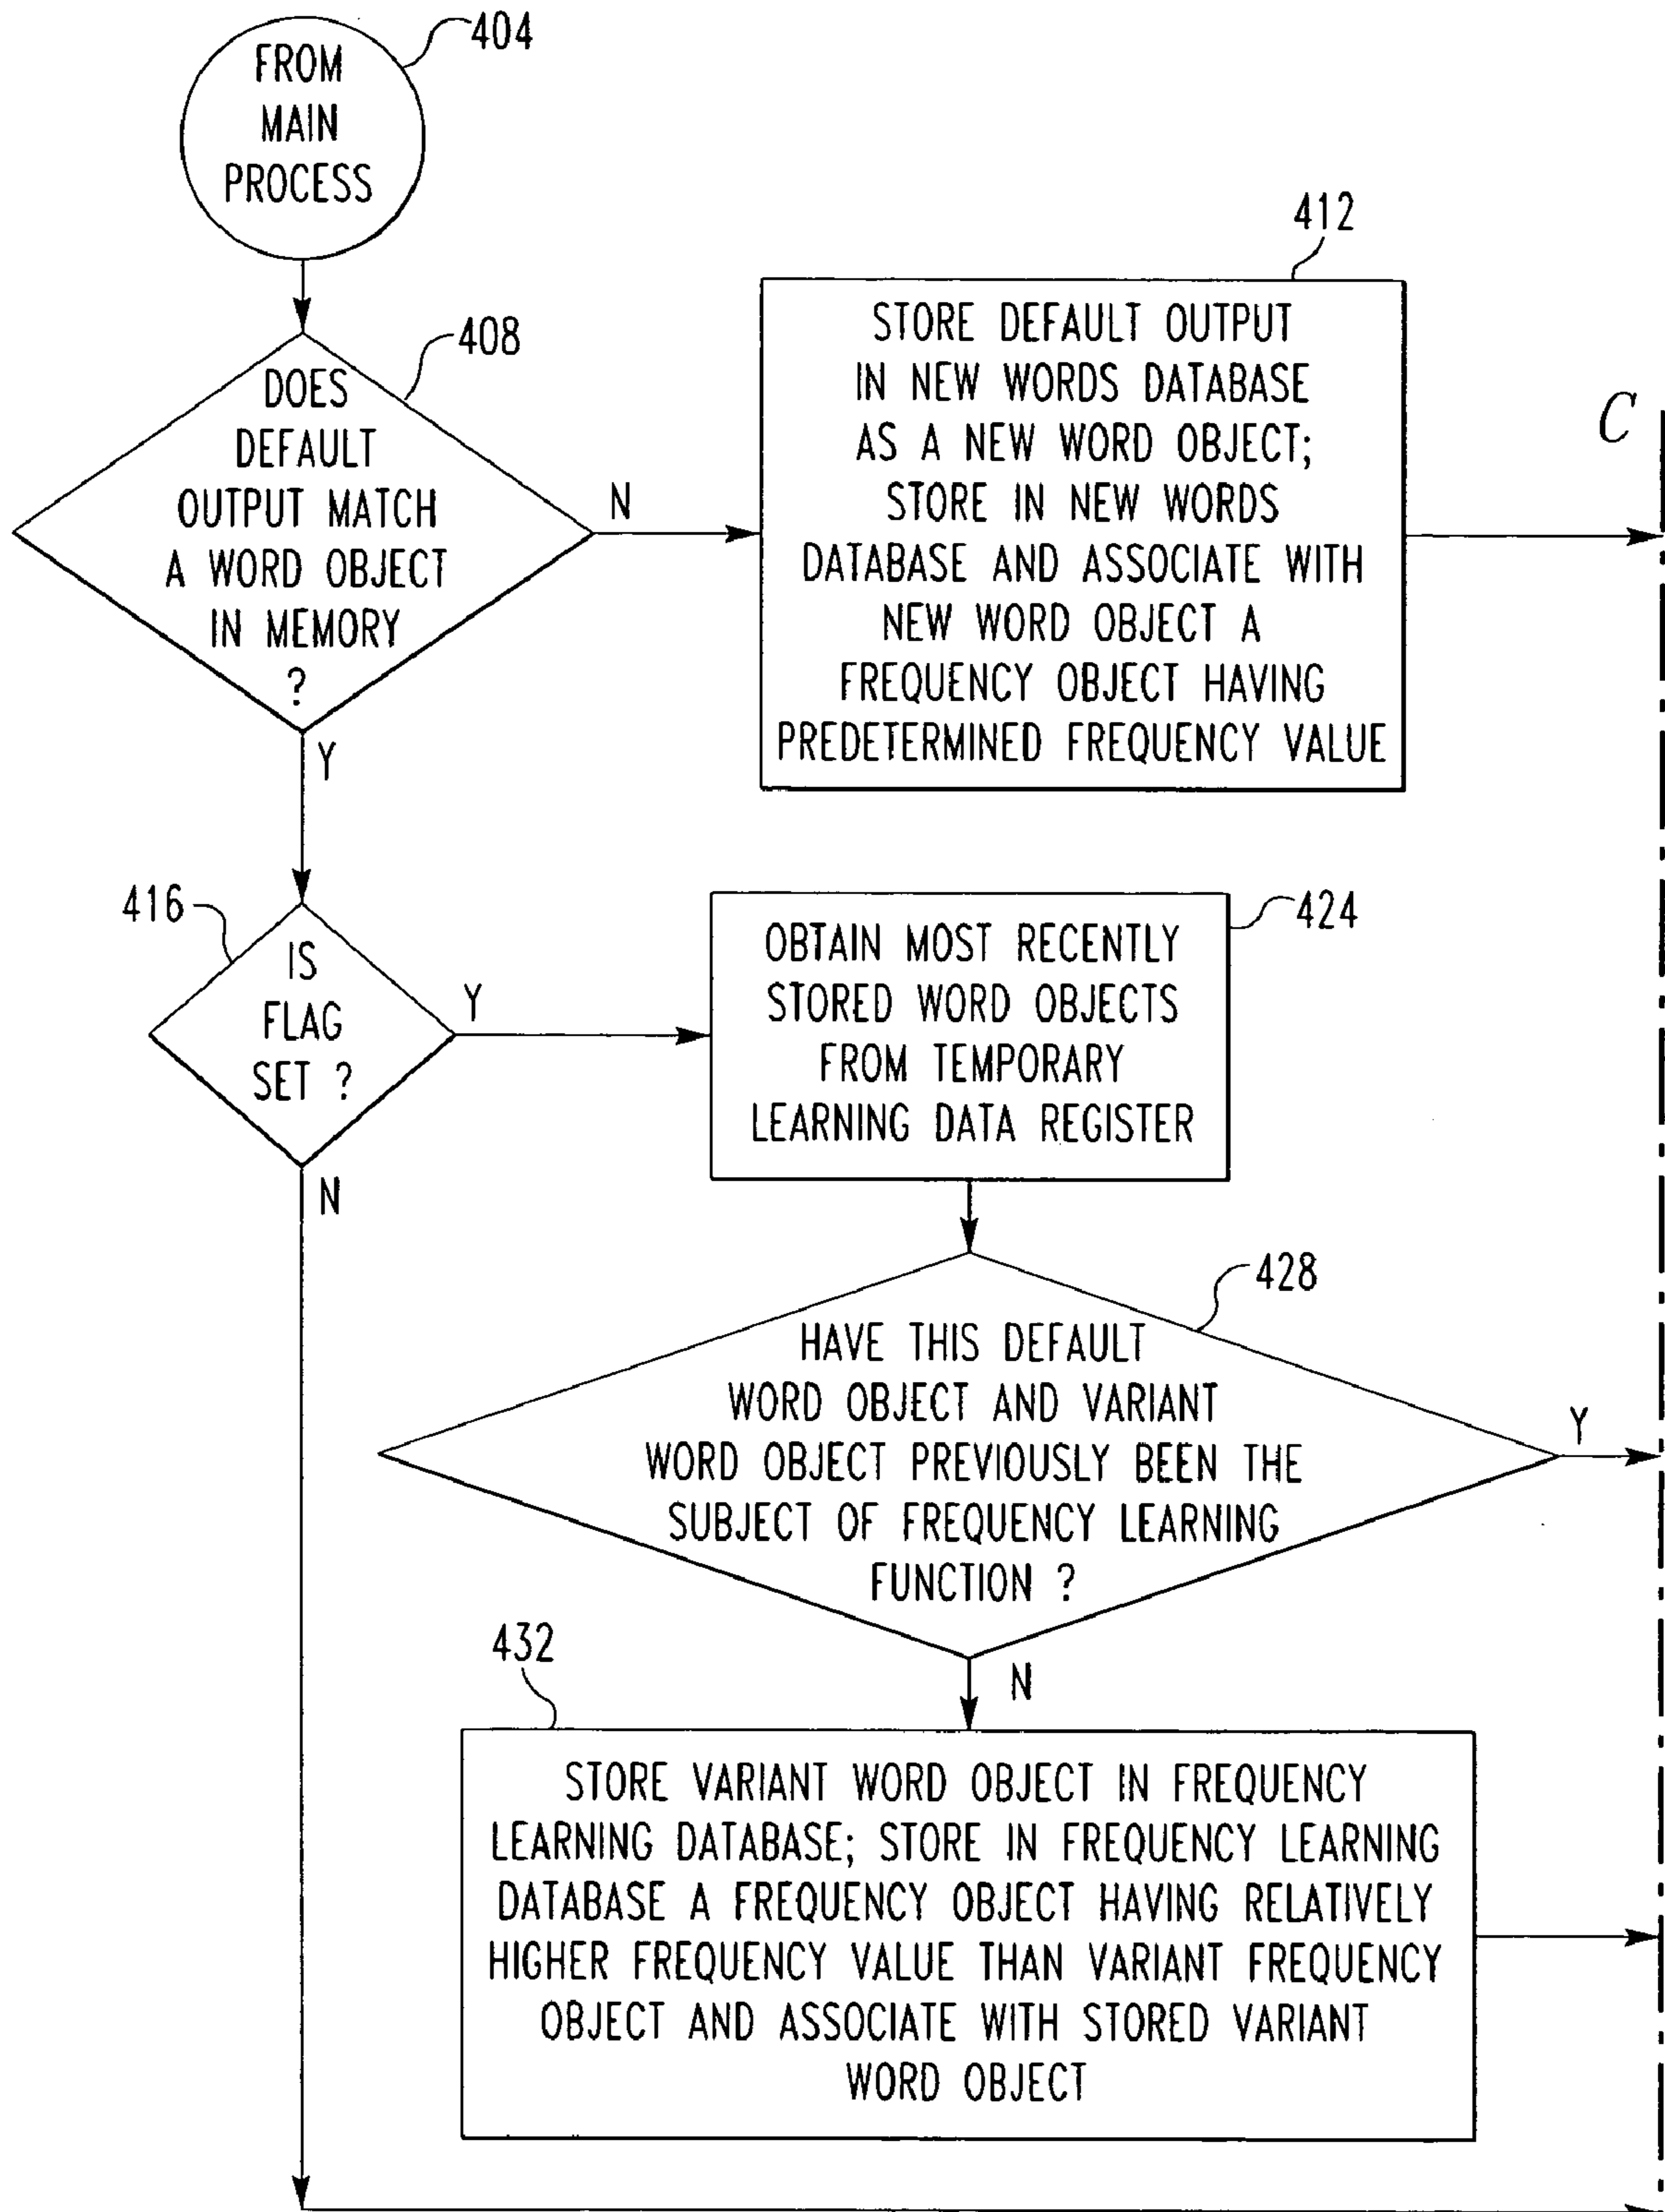 FROM
MAIN
PROCESS
404
DOES
DEFAULT
OUTPUT MATCH
A WORD OBJECT
IN MEMORY
?
408
N
Y
412
STORE DEFAULT OUTPUT
IN NEW WORDS DATABASE
AS A NEW WORD OBJECT;
STORE IN NEW WORDS
DATABASE AND ASSOCIATE WITH
NEW WORD OBJECT A
FREQUENCY OBJECT HAVING
PREDETERMINED FREQUENCY VALUE
C
416
IS
FLAG
SET ?
Y
N
424
OBTAIN MOST RECENTLY
STORED WORD OBJECTS
FROM TEMPORARY
LEARNING DATA REGISTER
428
HAVE THIS DEFAULT
WORD OBJECT AND VARIANT
WORD OBJECT PREVIOUSLY BEEN THE
SUBJECT OF FREQUENCY LEARNING
FUNCTION ?
Y
N
432
STORE VARIANT WORD OBJECT IN FREQUENCY
LEARNING DATABASE; STORE IN FREQUENCY LEARNING
DATABASE A FREQUENCY OBJECT HAVING RELATIVELY
HIGHER FREQUENCY VALUE THAN VARIANT FREQUENCY
OBJECT AND ASSOCIATE WITH STORED VARIANT
WORD OBJECT